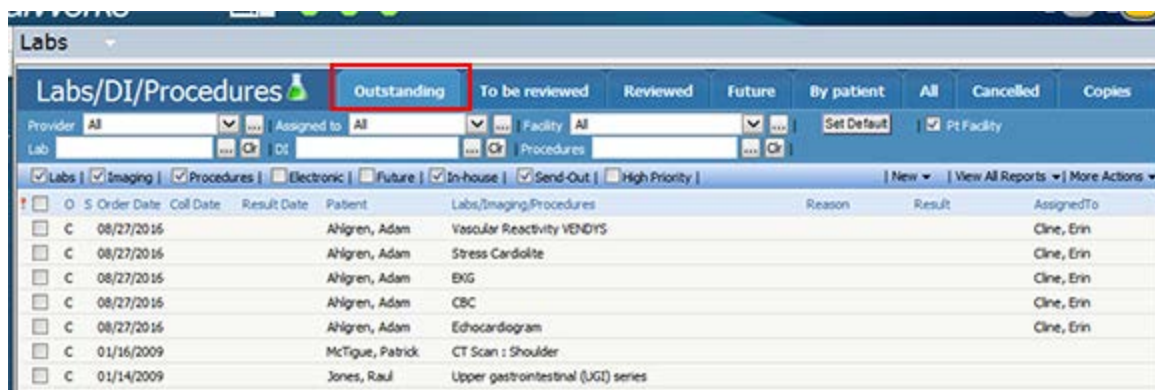 Labs
Labs/DI/Procedures Outstanding To be reviewed Reviewed Future By patient All Cancelled Copies
Provider All ... | Assigned to All ... | Facility All ... | Set Default | Pt Facility
Lab ... Clr | DI ... Clr | Procedures ... Clr |
Labs | Imaging | Procedures | Electronic | Future | In-house | Send-Out | High Priority | | New | View All Reports | More Actions
! O S Order Date Coll Date Result Date Patient Labs/Imaging/Procedures Reason Result AssignedTo
C 08/27/2016 Ahlgren, Adam Vascular Reactivity VENDYS Cline, Erin
C 08/27/2016 Ahlgren, Adam Stress Cardiolite Cline, Erin
C 08/27/2016 Ahlgren, Adam EKG Cline, Erin
C 08/27/2016 Ahlgren, Adam CBC Cline, Erin
C 08/27/2016 Ahlgren, Adam Echocardiogram Cline, Erin
C 01/16/2009 McTigue, Patrick CT Scan : Shoulder
C 01/14/2009 Jones, Raul Upper gastrointestinal (UGI) series